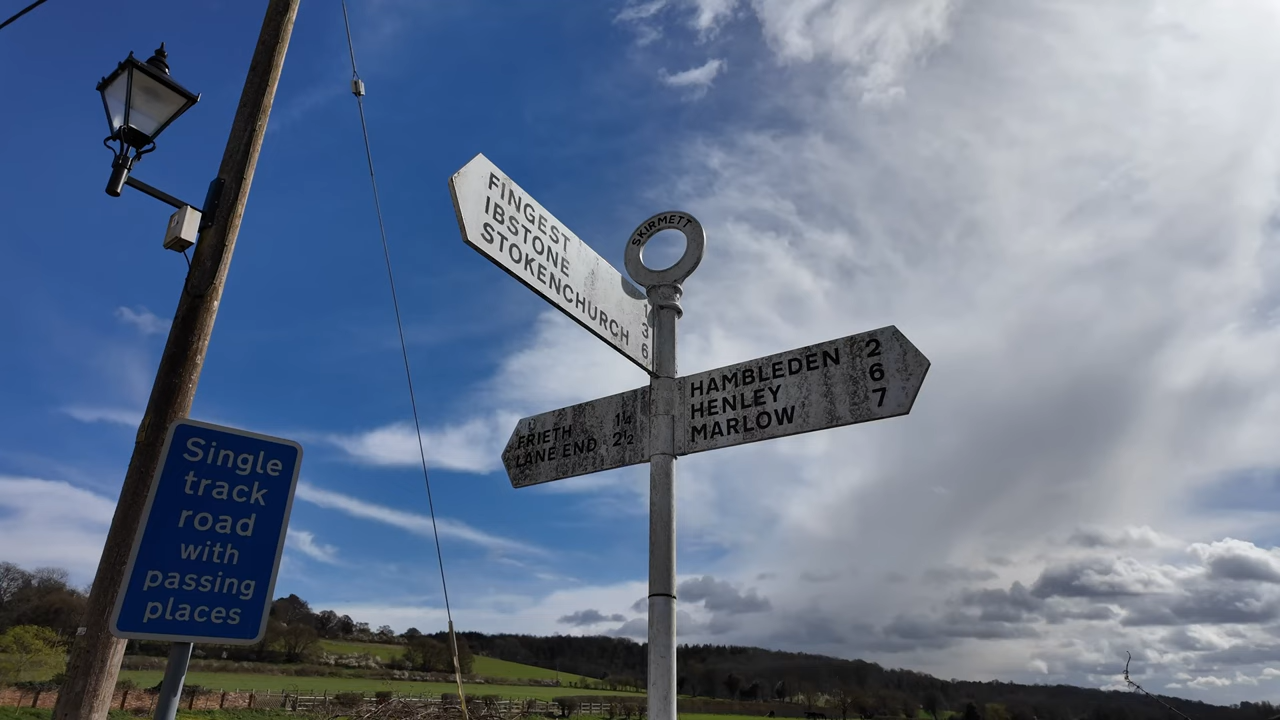 SKIRMETT
FINGEST 1
IBSTONE 3
STOKENCHURCH 6
HAMBLEDEN 2
HENLEY 6
MARLOW 7
FRIETH 1¼
LANE END 2½
Single
track
road
with
passing
places